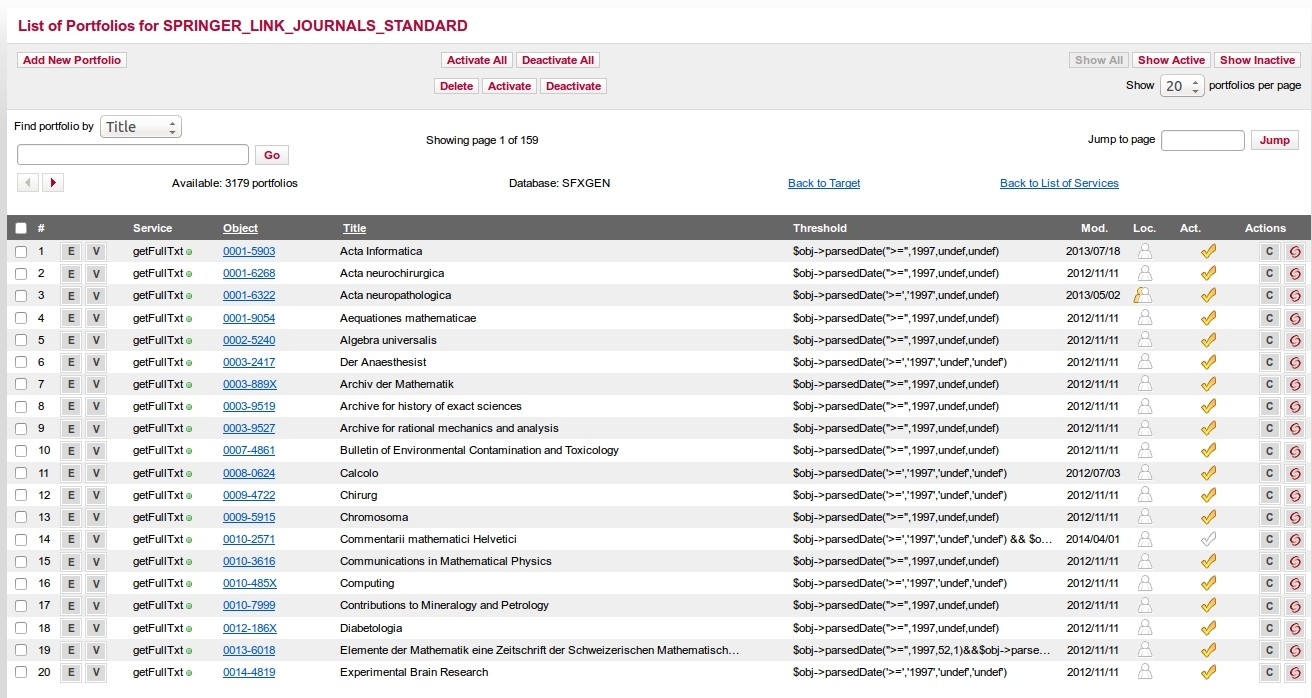 List of Portfolios for SPRINGER_LINK_JOURNALS_STANDARD
Add New Portfolio Activate All Deactivate All Show All Show Active Show Inactive
Delete Activate Deactivate Show 20 portfolios per page
Find portfolio by Title Showing page 1 of 159 Jump to page Jump
Go
Available: 3179 portfolios Database: SFXGEN Back to Target Back to List of Services
# Service Object Title Threshold Mod. Loc. Act. Actions
1 E V getFullTxt 0001-5903 Acta Informatica $obj->parsedDate(">=",1997,undef,undef) 2013/07/18 C
2 E V getFullTxt 0001-6268 Acta neurochirurgica $obj->parsedDate(">=",1997,undef,undef) 2012/11/11 C
3 E V getFullTxt 0001-6322 Acta neuropathologica $obj->parsedDate('>=','1997',undef,undef) 2013/05/02 C
4 E V getFullTxt 0001-9054 Aequationes mathematicae $obj->parsedDate(">=",1997,undef,undef) 2012/11/11 C
5 E V getFullTxt 0002-5240 Algebra universalis $obj->parsedDate(">=",1997,undef,undef) 2012/11/11 C
6 E V getFullTxt 0003-2417 Der Anaesthesist $obj->parsedDate('>=','1997','undef','undef') 2012/11/11 C
7 E V getFullTxt 0003-889X Archiv der Mathematik $obj->parsedDate(">=",1997,undef,undef) 2012/11/11 C
8 E V getFullTxt 0003-9519 Archive for history of exact sciences $obj->parsedDate(">=",1997,undef,undef) 2012/11/11 C
9 E V getFullTxt 0003-9527 Archive for rational mechanics and analysis $obj->parsedDate(">=",1997,undef,undef) 2012/11/11 C
10 E V getFullTxt 0007-4861 Bulletin of Environmental Contamination and Toxicology $obj->parsedDate(">=",1997,undef,undef) 2012/11/11 C
11 E V getFullTxt 0008-0624 Calcolo $obj->parsedDate('>=','1997','undef','undef') 2012/07/03 C
12 E V getFullTxt 0009-4722 Chirurg $obj->parsedDate('>=','1997','undef','undef') 2012/11/11 C
13 E V getFullTxt 0009-5915 Chromosoma $obj->parsedDate(">=",1997,undef,undef) 2012/11/11 C
14 E V getFullTxt 0010-2571 Commentarii mathematici Helvetici $obj->parsedDate('>=','1997','undef','undef') && $o... 2014/04/01 C
15 E V getFullTxt 0010-3616 Communications in Mathematical Physics $obj->parsedDate(">=",1997,undef,undef) 2012/11/11 C
16 E V getFullTxt 0010-485X Computing $obj->parsedDate('>=','1997','undef','undef') 2012/11/11 C
17 E V getFullTxt 0010-7999 Contributions to Mineralogy and Petrology $obj->parsedDate(">=",1997,undef,undef) 2012/11/11 C
18 E V getFullTxt 0012-186X Diabetologia $obj->parsedDate(">=",1997,undef,undef) 2012/11/11 C
19 E V getFullTxt 0013-6018 Elemente der Mathematik eine Zeitschrift der Schweizerischen Mathematisch... $obj->parsedDate(">=",1997,52,1)&&$obj->parse... 2012/11/11 C
20 E V getFullTxt 0014-4819 Experimental Brain Research $obj->parsedDate(">=",1997,undef,undef) 2012/11/11 C